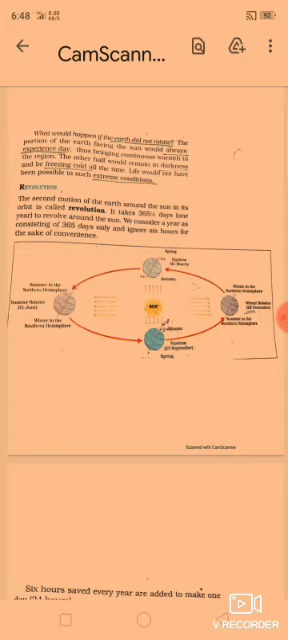 6:48
92
CamScann...
What would happen if the earth did not rotate? The
portion of the earth facing the sun would always
experience day, thus bringing continuous warmth to
the region. The other half would remain in darkness
and be freezing cold all the time. Life would not have
been possible in such extreme conditions.
REVOLUTION
The second motion of the earth around the sun in its
orbit is called revolution. It takes 365¼ days (one
year) to revolve around the sun. We consider a year as
consisting of 365 days only and ignore six hours for
the sake of convenience.
Spring
Equinox
Autumn
Summer in the
Northern Hemisphere
Summer Solstice
(21 June)
Winter in the
Southern Hemisphere
SUN
Winter in the
Northern Hemisphere
Winter Solstice
Summer in the
Southern Hemisphere
Autumn
Equinox
(23 September)
Spring
Scanned with CamScanner
Six hours saved every year are added to make one
V RECORDER